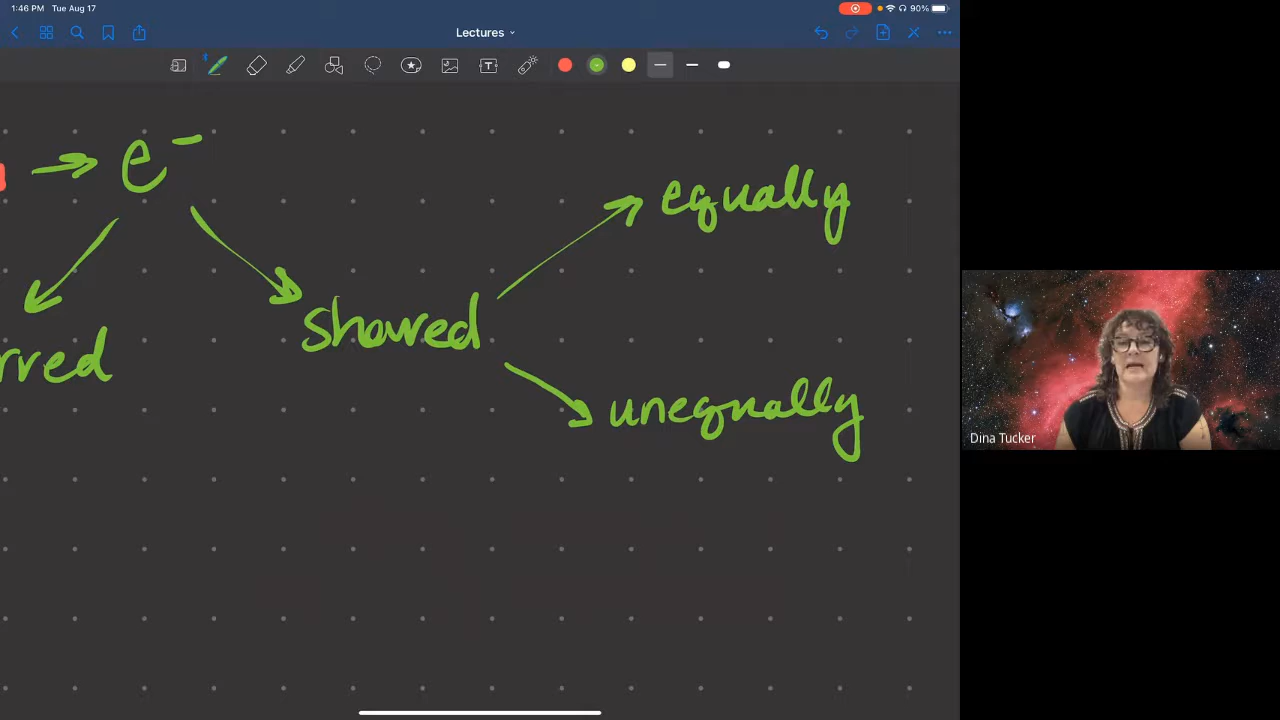 1:46 PM Tue Aug 17
90%
Lectures
T
e⁻
equally
shared
rred
unequally
Dina Tucker